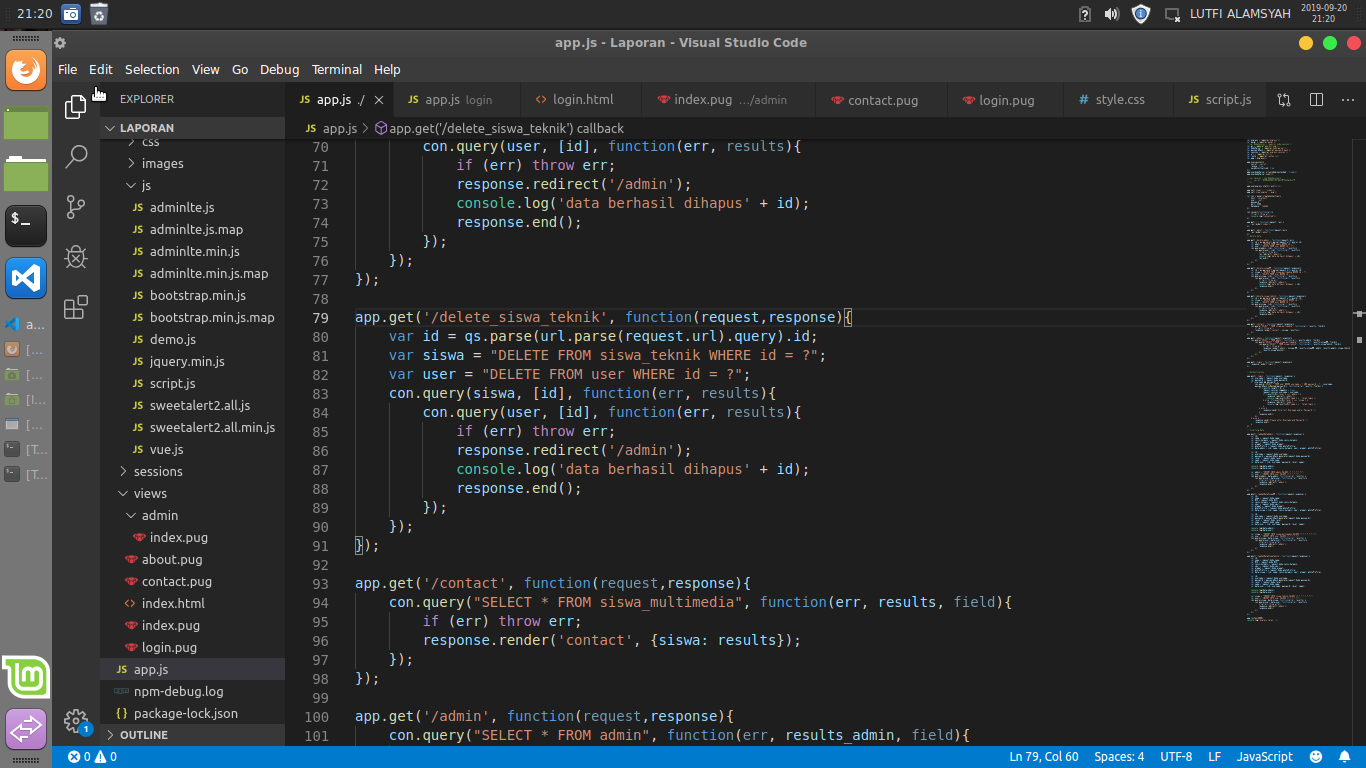 21:20
LUTFI ALAMSYAH
2019-09-20
21:20
app.js - Laporan - Visual Studio Code
File Edit Selection View Go Debug Terminal Help
EXPLORER
app.js ./
app.js login
login.html
index.pug .../admin
contact.pug
login.pug
style.css
script.js
LAPORAN
app.js > app.get('/delete_siswa_teknik') callback
css
images
js
adminlte.js
adminlte.js.map
adminlte.min.js
adminlte.min.js.map
bootstrap.min.js
bootstrap.min.js.map
demo.js
jquery.min.js
script.js
sweetalert2.all.js
sweetalert2.all.min.js
vue.js
sessions
views
admin
index.pug
about.pug
contact.pug
index.html
index.pug
login.pug
app.js
npm-debug.log
package-lock.json
OUTLINE
a...
[...
[...
[l...
[...
[T...
[T...
70 con.query(user, [id], function(err, results){
71 if (err) throw err;
72 response.redirect('/admin');
73 console.log('data berhasil dihapus' + id);
74 response.end();
75 });
76 });
77 });
78
79 app.get('/delete_siswa_teknik', function(request,response){
80 var id = qs.parse(url.parse(request.url).query).id;
81 var siswa = "DELETE FROM siswa_teknik WHERE id = ?";
82 var user = "DELETE FROM user WHERE id = ?";
83 con.query(siswa, [id], function(err, results){
84 con.query(user, [id], function(err, results){
85 if (err) throw err;
86 response.redirect('/admin');
87 console.log('data berhasil dihapus' + id);
88 response.end();
89 });
90 });
91 });
92
93 app.get('/contact', function(request,response){
94 con.query("SELECT * FROM siswa_multimedia", function(err, results, field){
95 if (err) throw err;
96 response.render('contact', {siswa: results});
97 });
98 });
99
100 app.get('/admin', function(request,response){
101 con.query("SELECT * FROM admin", function(err, results_admin, field){
1
0 0
Ln 79, Col 60 Spaces: 4 UTF-8 LF JavaScript